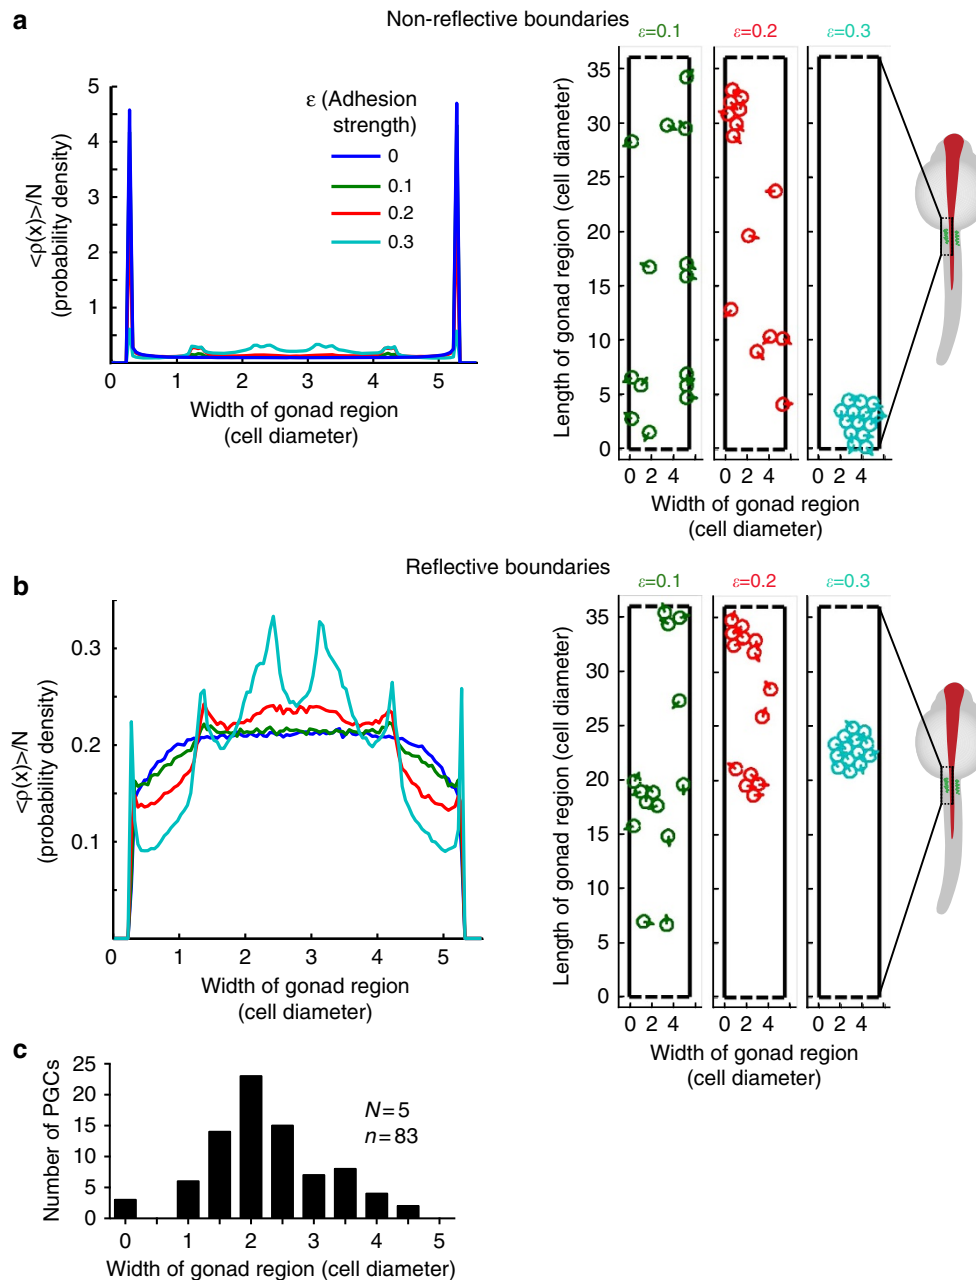 a
Non-reflective boundaries
<ρ(x)>/N
(probability density)
5
4
3
2
1
0 1 2 3 4 5
Width of gonad region
(cell diameter)
ε (Adhesion
strength)
0
0.1
0.2
0.3
ε=0.1 ε=0.2 ε=0.3
Length of gonad region (cell diameter)
35
30
25
20
15
10
5
0
0 2 4 0 2 4 0 2 4
Width of gonad region
(cell diameter)
b
Reflective boundaries
<ρ(x)>/N
(probability density)
0.3
0.2
0.1
0 1 2 3 4 5
Width of gonad region
(cell diameter)
ε=0.1 ε=0.2 ε=0.3
Length of gonad region (cell diameter)
35
30
25
20
15
10
5
0
0 2 4 0 2 4 0 2 4
Width of gonad region
(cell diameter)
c
Number of PGCs
25
20
15
10
5
0
N=5
n=83
0 1 2 3 4 5
Width of gonad region (cell diameter)